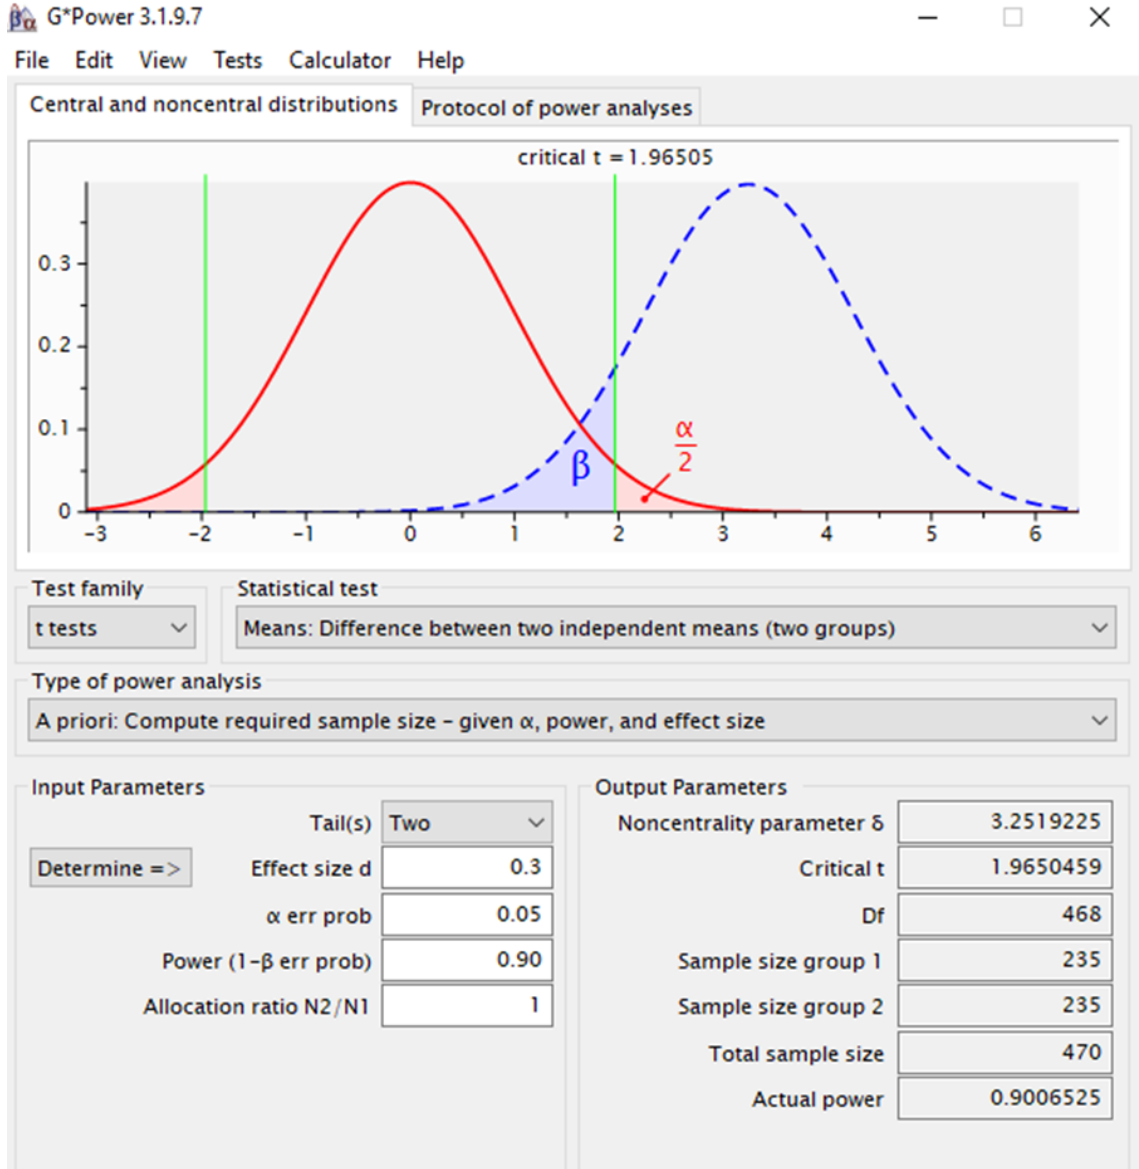 G*Power 3.1.9.7
File Edit View Tests Calculator Help
Central and noncentral distributions Protocol of power analyses
critical t = 1.96505
0.3
0.2
0.1
0
β
α
2
-3 -2 -1 0 1 2 3 4 5 6
Test family Statistical test
t tests Means: Difference between two independent means (two groups)
Type of power analysis
A priori: Compute required sample size - given α, power, and effect size
Input Parameters Output Parameters
Tail(s) Two Noncentrality parameter δ 3.2519225
Determine => Effect size d 0.3 Critical t 1.9650459
α err prob 0.05 Df 468
Power (1-β err prob) 0.90 Sample size group 1 235
Allocation ratio N2/N1 1 Sample size group 2 235
Total sample size 470
Actual power 0.9006525